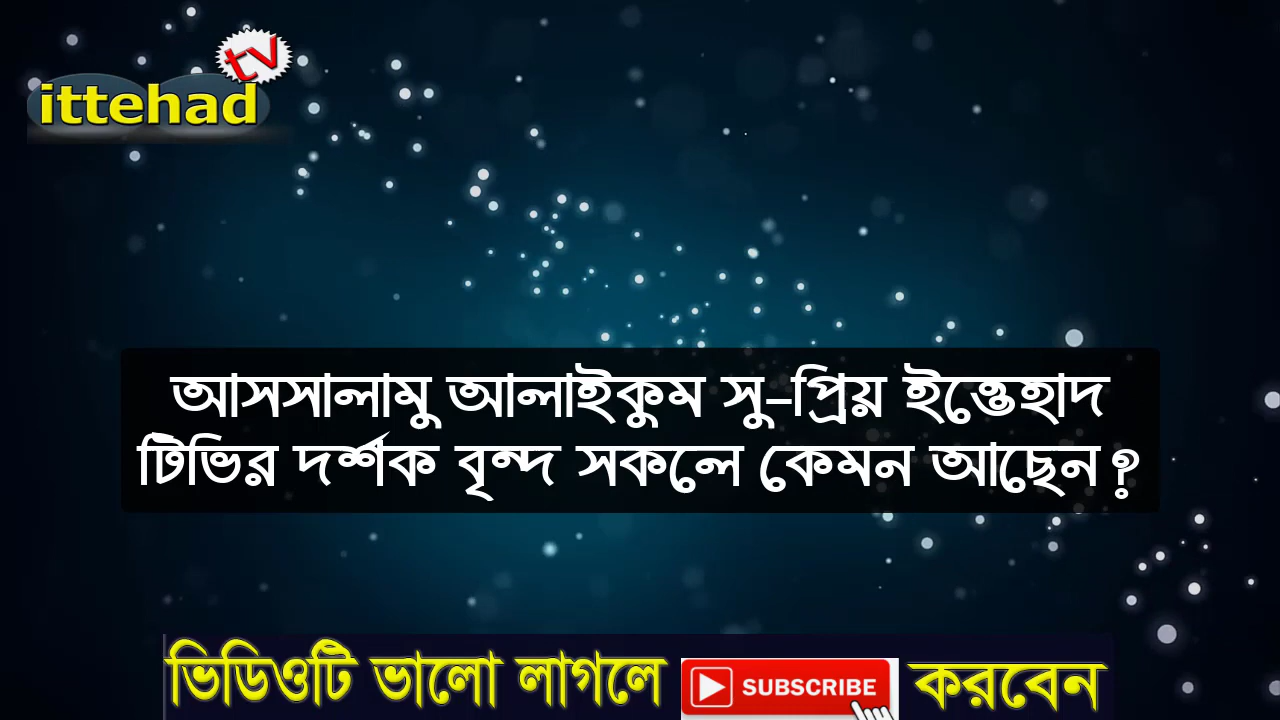 tv
ittehad
আসসালামু আলাইকুম সু-প্রিয় ইত্তেহাদ
টিভির দর্শক বৃন্দ সকলে কেমন আছেন?
ভিডিওটি ভালো লাগলে SUBSCRIBE করবেন